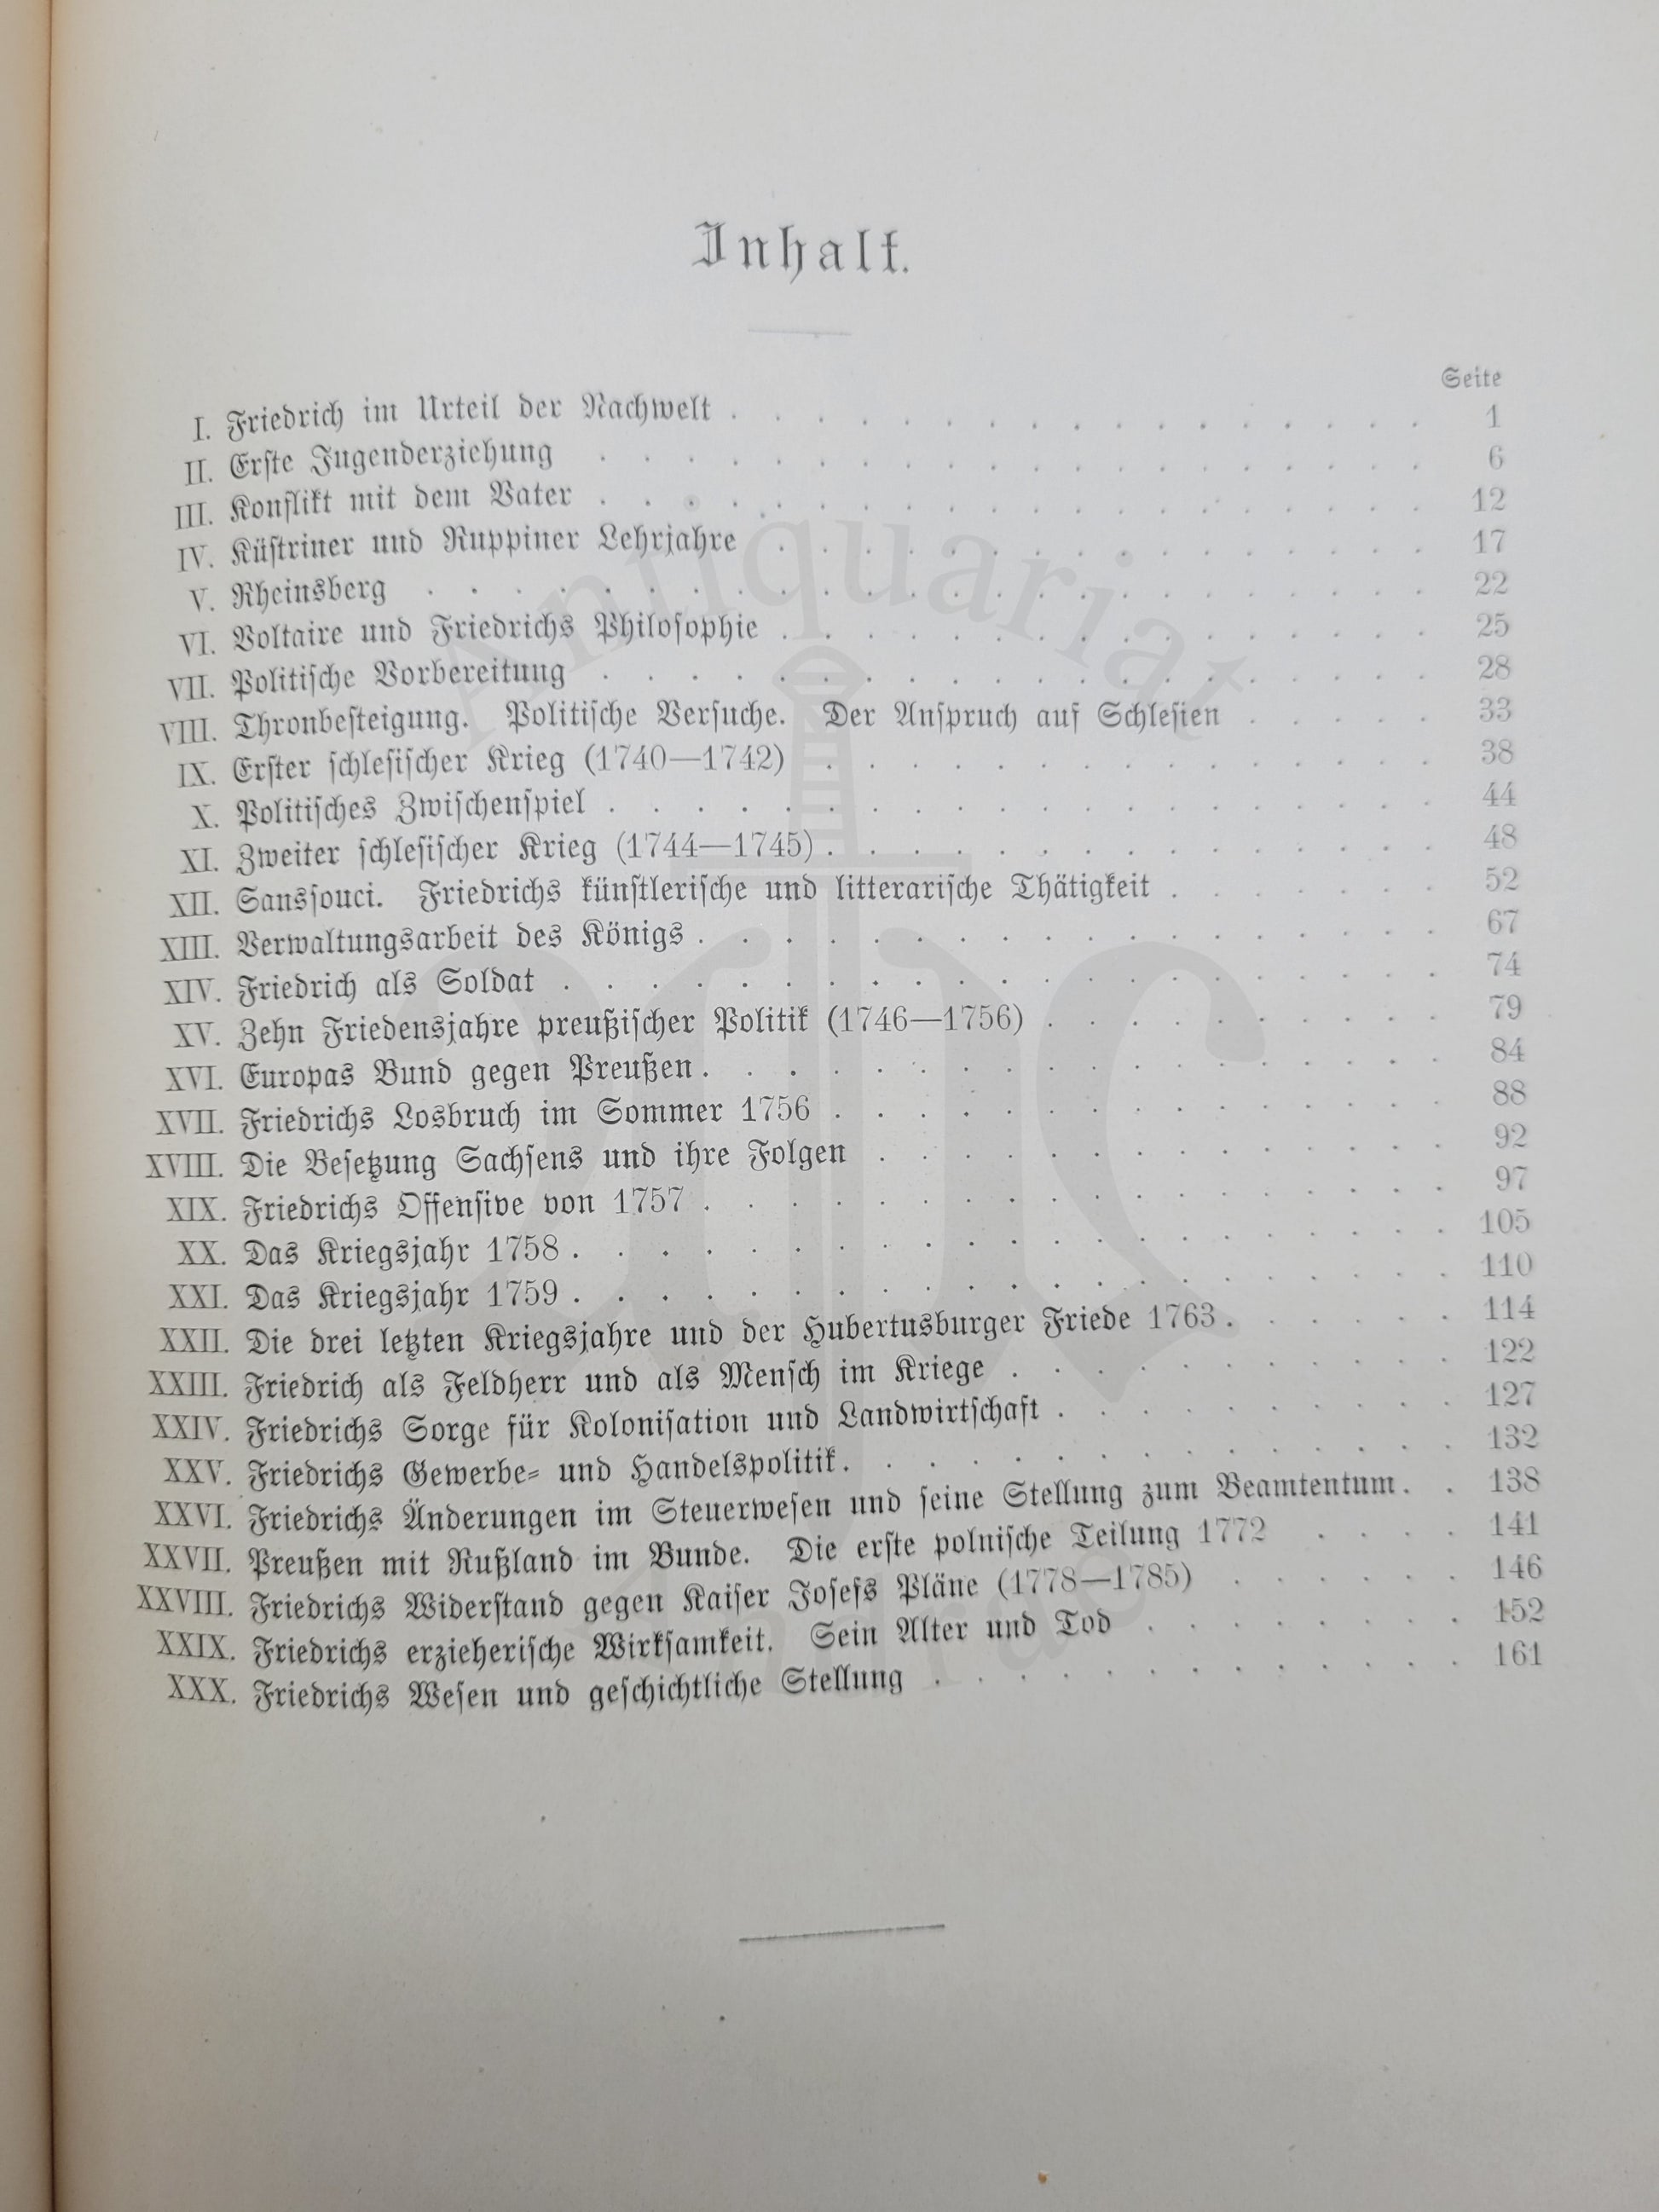 Inhalt.
Seite
I. Friedrich im Urteil der Nachwelt . . . . . . . . . . . . . . . . . 1
II. Erste Jugenderziehung . . . . . . . . . . . . . . . . . . . . 6
III. Konflikt mit dem Vater . . . . . . . . . . . . . . . . . . . . 12
IV. Küstriner und Ruppiner Lehrjahre . . . . . . . . . . . . . . . . 17
V. Rheinsberg . . . . . . . . . . . . . . . . . . . . . . . . 22
VI. Voltaire und Friedrichs Philosophie . . . . . . . . . . . . . . . . 25
VII. Politische Vorbereitung . . . . . . . . . . . . . . . . . . . . 28
VIII. Thronbesteigung. Politische Versuche. Der Anspruch auf Schlesien . . . . . 33
IX. Erster schlesischer Krieg (1740—1742) . . . . . . . . . . . . . . . 38
X. Politisches Zwischenspiel . . . . . . . . . . . . . . . . . . . . 44
XI. Zweiter schlesischer Krieg (1744—1745) . . . . . . . . . . . . . . . 48
XII. Sanssouci. Friedrichs künstlerische und litterarische Thätigkeit . . . . . . . 52
XIII. Verwaltungsarbeit des Königs . . . . . . . . . . . . . . . . . . 67
XIV. Friedrich als Soldat . . . . . . . . . . . . . . . . . . . . . 74
XV. Zehn Friedensjahre preußischer Politik (1746—1756) . . . . . . . . . . 79
XVI. Europas Bund gegen Preußen . . . . . . . . . . . . . . . . . . 84
XVII. Friedrichs Losbruch im Sommer 1756 . . . . . . . . . . . . . . . 88
XVIII. Die Besetzung Sachsens und ihre Folgen . . . . . . . . . . . . . . 92
XIX. Friedrichs Offensive von 1757 . . . . . . . . . . . . . . . . . . 97
XX. Das Kriegsjahr 1758 . . . . . . . . . . . . . . . . . . . . . 105
XXI. Das Kriegsjahr 1759 . . . . . . . . . . . . . . . . . . . . . 110
XXII. Die drei letzten Kriegsjahre und der Hubertusburger Friede 1763 . . . . . . 114
XXIII. Friedrich als Feldherr und als Mensch im Kriege . . . . . . . . . . . 122
XXIV. Friedrichs Sorge für Kolonisation und Landwirtschaft . . . . . . . . . . 127
XXV. Friedrichs Gewerbe- und Handelspolitik . . . . . . . . . . . . . . . 132
XXVI. Friedrichs Änderungen im Steuerwesen und seine Stellung zum Beamtentum . . 138
XXVII. Preußen mit Rußland im Bunde. Die erste polnische Teilung 1772 . . . . 141
XXVIII. Friedrichs Widerstand gegen Kaiser Josefs Pläne (1778—1785) . . . . . . 146
XXIX. Friedrichs erzieherische Wirksamkeit. Sein Alter und Tod . . . . . . . . 152
XXX. Friedrichs Wesen und geschichtliche Stellung . . . . . . . . . . . . . 161
Antiquariat